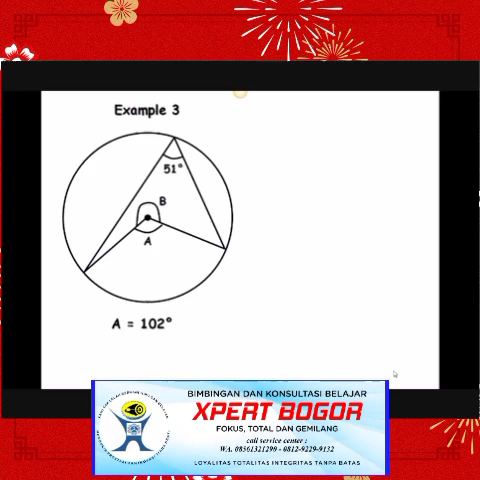 Example 3
51°
B
A
A = 102°
BIMBINGAN DAN KONSULTASI BELAJAR
XPERT BOGOR
FOKUS, TOTAL DAN GEMILANG
call service center :
WA. 08561321290 - 0812-9229-9132
LOYALITAS TOTALITAS INTEGRITAS TANPA BATAS